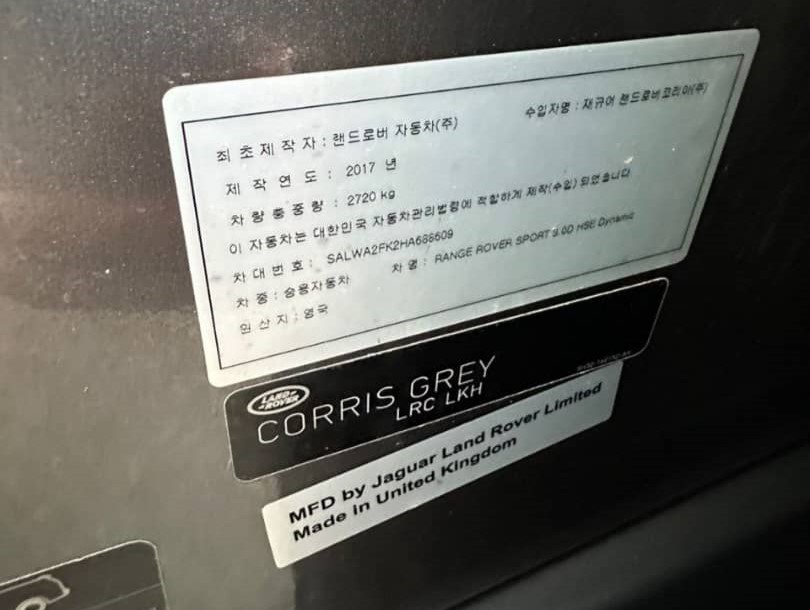 최초제작자 : 랜드로버 자동차(주) 수입자명 : 재규어 랜드로버코리아(주)
제작연도 : 2017 년
차량총중량 : 2720 kg
이 자동차는 대한민국 자동차관리법령에 적합하게 제작(수입) 되었습니다
차대번호 : SALWA2FK2HA688609
차종 : 승용자동차 차명 : RANGE ROVER SPORT 3.0D HSE Dynamic
원산지 : 영국
LAND ROVER
CORRIS GREY
LRC LKH
MFD by Jaguar Land Rover Limited
Made in United Kingdom